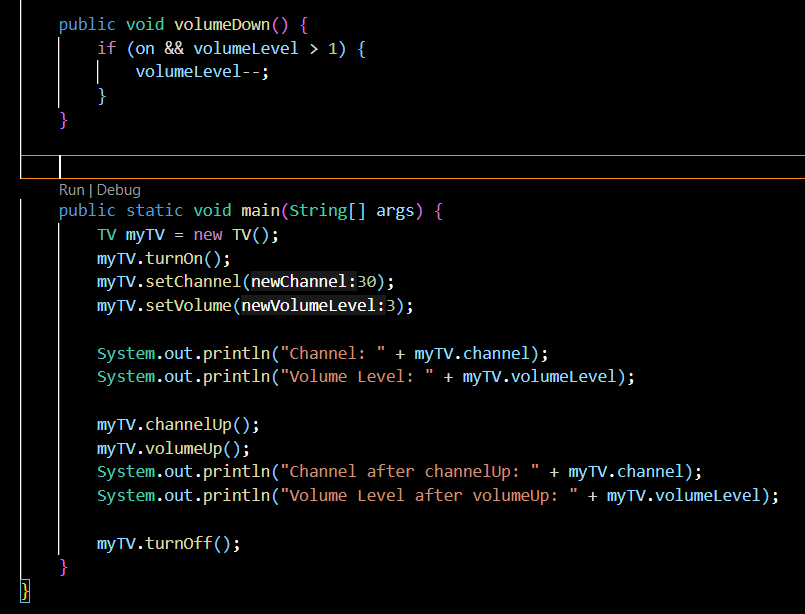 public void volumeDown() {
if (on && volumeLevel > 1) {
volumeLevel--;
}
}
Run | Debug
public static void main(String[] args) {
TV myTV = new TV();
myTV.turnOn();
myTV.setChannel(newChannel:30);
myTV.setVolume(newVolumeLevel:3);
System.out.println("Channel: " + myTV.channel);
System.out.println("Volume Level: " + myTV.volumeLevel);
myTV.channelUp();
myTV.volumeUp();
System.out.println("Channel after channelUp: " + myTV.channel);
System.out.println("Volume Level after volumeUp: " + myTV.volumeLevel);
myTV.turnOff();
}
}